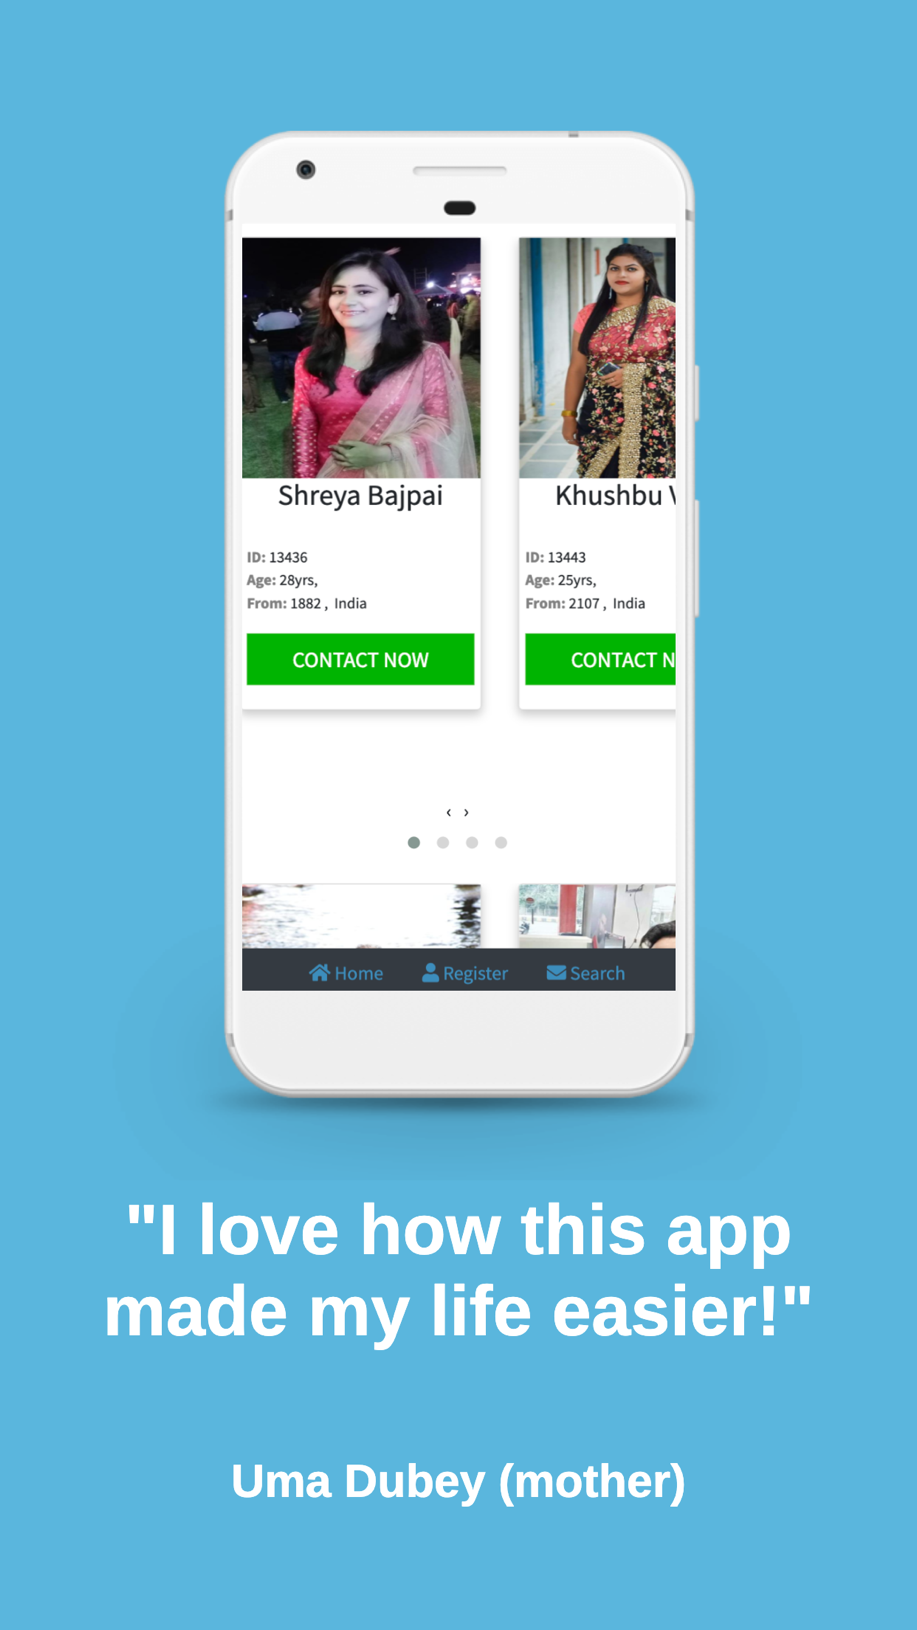 Shreya Bajpai
ID: 13436
Age: 28yrs,
From: 1882 , India
CONTACT NOW
Khushbu
ID: 13443
Age: 25yrs,
From: 2107 , India
CONTACT
‹ ›
Home Register Search
"I love how this app
made my life easier!"
Uma Dubey (mother)